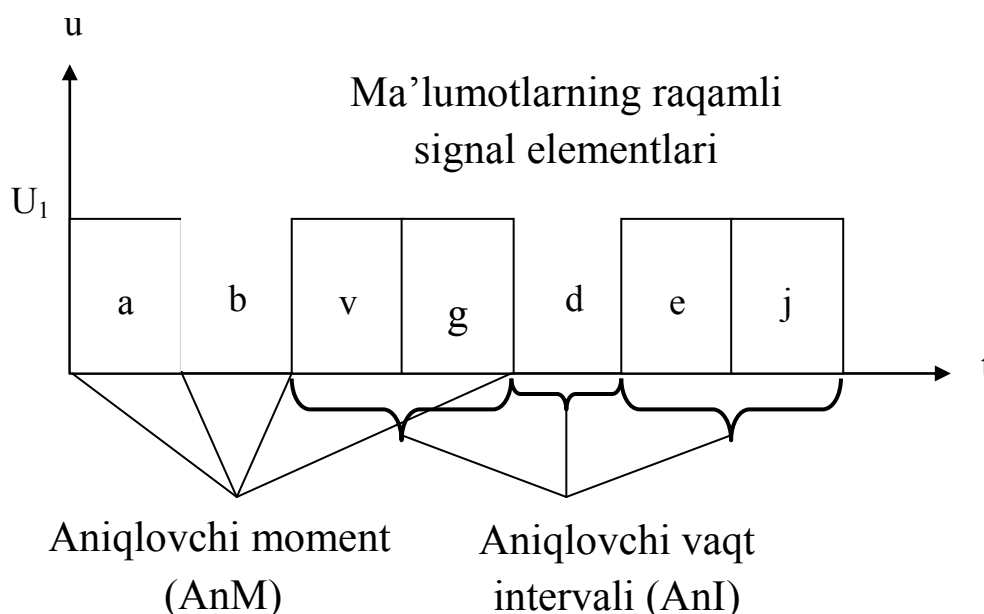 u
Ma’lumotlarning raqamli
signal elementlari
U₁
a b v g d e j
t
Aniqlovchi moment
(AnM)
Aniqlovchi vaqt
intervali (AnI)